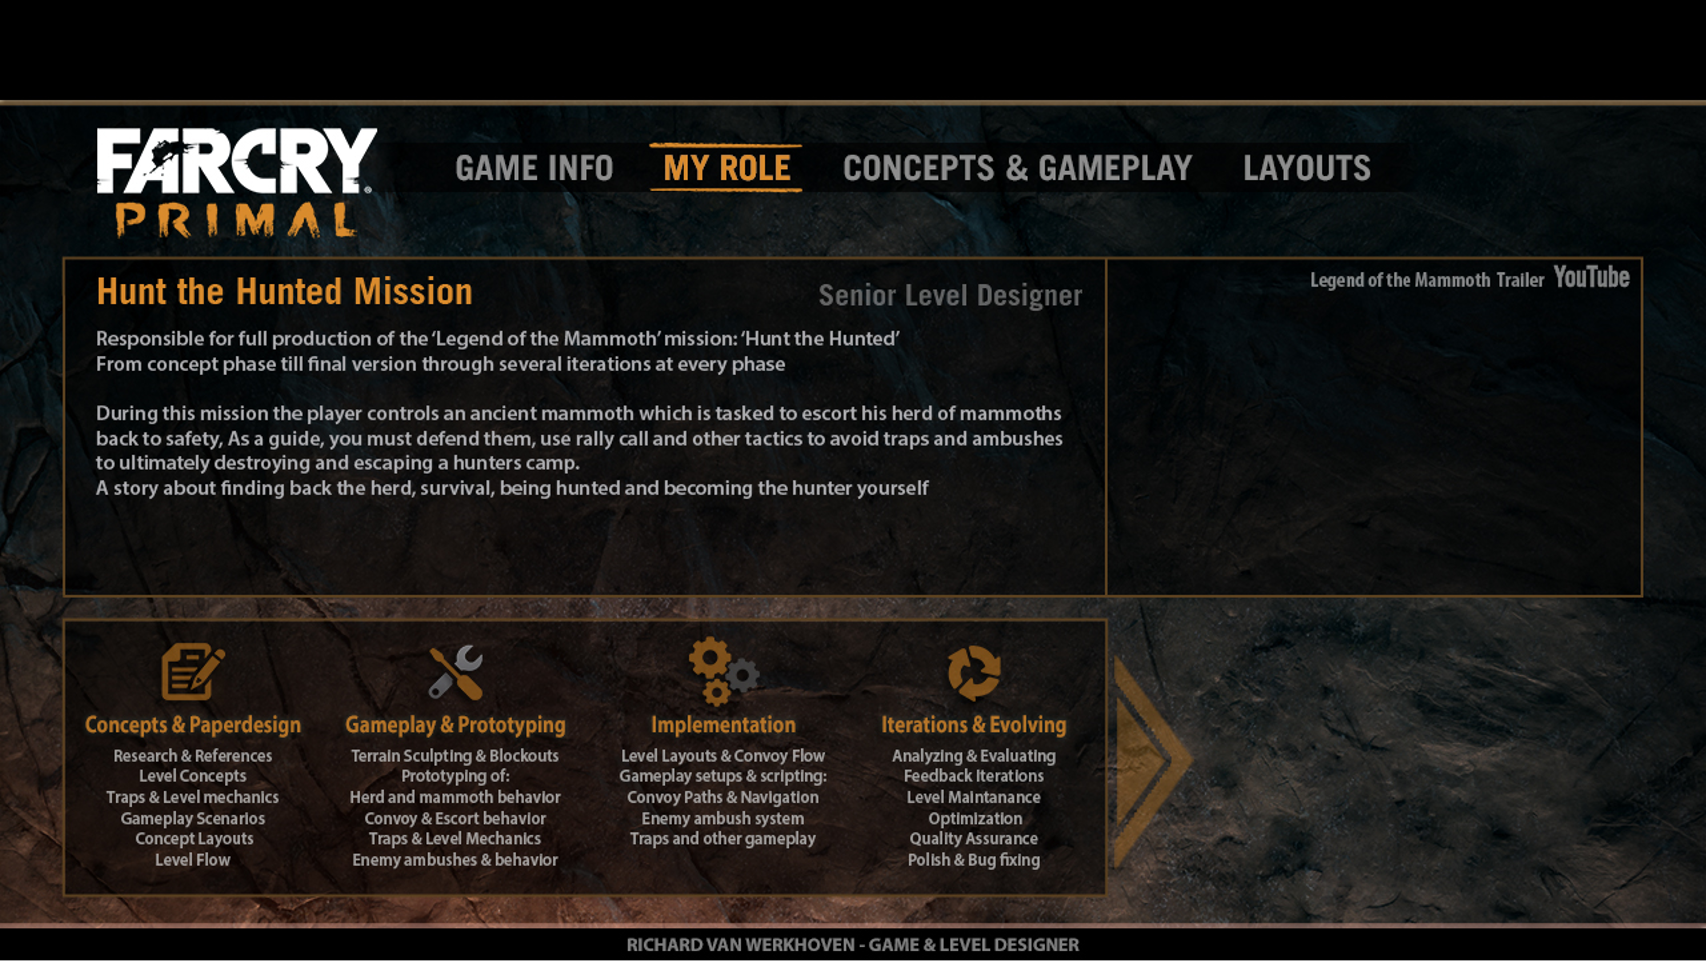 FARCRY®
PRIMAL
GAME INFO
MY ROLE
CONCEPTS & GAMEPLAY
LAYOUTS
Hunt the Hunted Mission
Senior Level Designer
Responsible for full production of the ‘Legend of the Mammoth’ mission: ‘Hunt the Hunted’
From concept phase till final version through several iterations at every phase
During this mission the player controls an ancient mammoth which is tasked to escort his herd of mammoths
back to safety, As a guide, you must defend them, use rally call and other tactics to avoid traps and ambushes
to ultimately destroying and escaping a hunters camp.
A story about finding back the herd, survival, being hunted and becoming the hunter yourself
Legend of the Mammoth Trailer YouTube
Concepts & Paperdesign
Research & References
Level Concepts
Traps & Level mechanics
Gameplay Scenarios
Concept Layouts
Level Flow
Gameplay & Prototyping
Terrain Sculpting & Blockouts
Prototyping of:
Herd and mammoth behavior
Convoy & Escort behavior
Traps & Level Mechanics
Enemy ambushes & behavior
Implementation
Level Layouts & Convoy Flow
Gameplay setups & scripting:
Convoy Paths & Navigation
Enemy ambush system
Traps and other gameplay
Iterations & Evolving
Analyzing & Evaluating
Feedback Iterations
Level Maintanance
Optimization
Quality Assurance
Polish & Bug fixing
RICHARD VAN WERKHOVEN - GAME & LEVEL DESIGNER